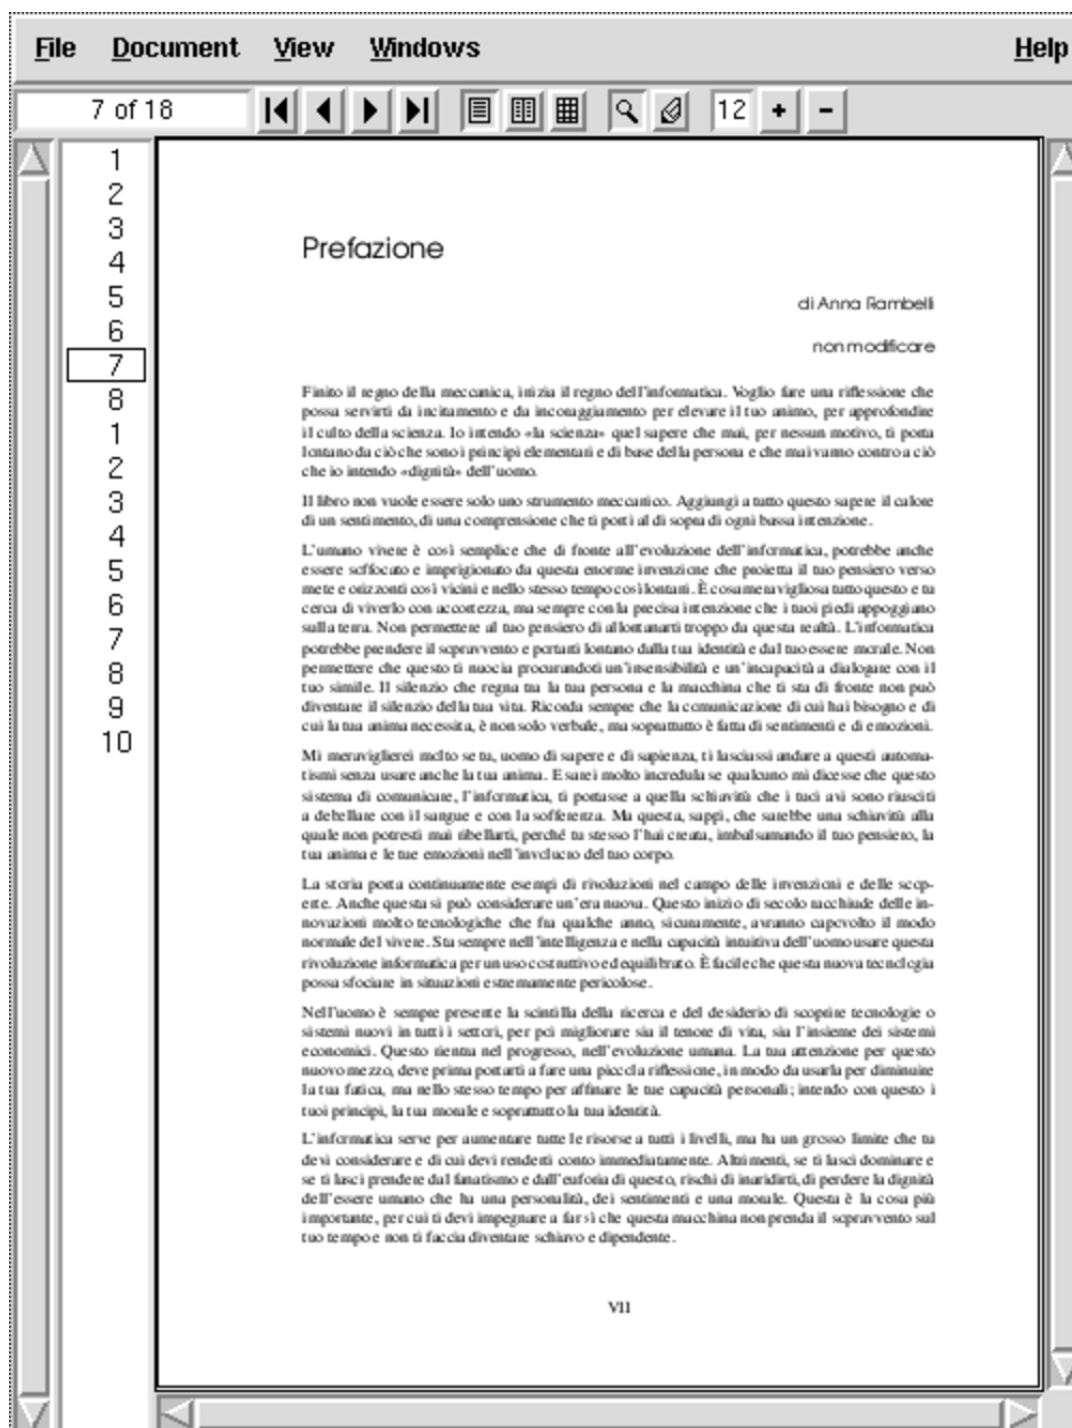 File Document View Windows Help
7 of 18 12 + -
1
2
3
4
5
6
7
8
1
2
3
4
5
6
7
8
9
10
Prefazione
di Anna Rambelli
non modificare
Finito il regno della meccanica, inizia il regno dell'informatica. Voglio fare una riflessione che
possa servirti da incitamento e da incoraggiamento per elevare il tuo animo, per approfondire
il culto della scienza. Io intendo «la scienza» quel sapere che mai, per nessun motivo, ti porta
lontano da ciò che sono i principi elementari e di base della persona e che mai vanno contro a ciò
che io intendo «dignità» dell'uomo.
Il libro non vuole essere solo uno strumento meccanico. Aggiungi a tutto questo sapere il calore
di un sentimento, di una comprensione che ti porti al di sopra di ogni bassa intenzione.
L'umano vivere è così semplice che di fronte all'evoluzione dell'informatica, potrebbe anche
essere soffocato e imprigionato da questa enorme invenzione che proietta il tuo pensiero verso
mete e orizzonti così vicini e nello stesso tempo così lontani. È cosa meravigliosa tutto questo e tu
cerca di viverlo con accortezza, ma sempre con la precisa intenzione che i tuoi piedi appoggiano
sulla terra. Non permettere al tuo pensiero di allontanarti troppo da questa realtà. L'informatica
potrebbe prendere il sopravvento e portarti lontano dalla tua identità e dal tuo essere morale. Non
permettere che questo ti nuocia procurandoti un'insensibilità e un'incapacità a dialogare con il
tuo simile. Il silenzio che regna tra la tua persona e la macchina che ti sta di fronte non può
diventare il silenzio della tua vita. Ricorda sempre che la comunicazione di cui hai bisogno e di
cui la tua anima necessita, è non solo verbale, ma soprattutto è fatta di sentimenti e di emozioni.
Mi meraviglierei molto se tu, uomo di sapere e di sapienza, ti lasciassi andare a questi automa-
tismi senza usare anche la tua anima. E sarei molto incredula se qualcuno mi dicesse che questo
sistema di comunicare, l'informatica, ti portasse a quella schiavitù che i tuoi avi sono riusciti
a debellare con il sangue e con la sofferenza. Ma questa, sappi, che sarebbe una schiavitù alla
quale non potresti mai ribellarti, perché tu stesso l'hai creata, imbalsamando il tuo pensiero, la
tua anima e le tue emozioni nell'involucro del tuo corpo.
La storia porta continuamente esempi di rivoluzioni nel campo delle invenzioni e delle scop-
erte. Anche questa si può considerare un'era nuova. Questo inizio di secolo racchiude delle in-
novazioni molto tecnologiche che fra qualche anno, sicuramente, avranno capovolto il modo
normale del vivere. Sta sempre nell'intelligenza e nella capacità intuitiva dell'uomo usare questa
rivoluzione informatica per un uso costruttivo ed equilibrato. È facile che questa nuova tecnologia
possa sfociare in situazioni estremamente pericolose.
Nell'uomo è sempre presente la scintilla della ricerca e del desiderio di scoprire tecnologie o
sistemi nuovi in tutti i settori, per poi migliorare sia il tenore di vita, sia l'insieme dei sistemi
economici. Questo rientra nel progresso, nell'evoluzione umana. La tua attenzione per questo
nuovo mezzo, deve prima portarti a fare una piccola riflessione, in modo da usarla per diminuire
la tua fatica, ma nello stesso tempo per affinare le tue capacità personali; intendo con questo i
tuoi principi, la tua morale e soprattutto la tua identità.
L'informatica serve per aumentare tutte le risorse a tutti i livelli, ma ha un grosso limite che tu
devi considerare e di cui devi renderti conto immediatamente. Altrimenti, se ti lasci dominare e
se ti lasci prendere dal fanatismo e dall'euforia di questo, rischi di inaridirti, di perdere la dignità
dell'essere umano che ha una personalità, dei sentimenti e una morale. Questa è la cosa più
importante, per cui ti devi impegnare a far sì che questa macchina non prenda il sopravvento sul
tuo tempo e non ti faccia diventare schiavo e dipendente.
VII